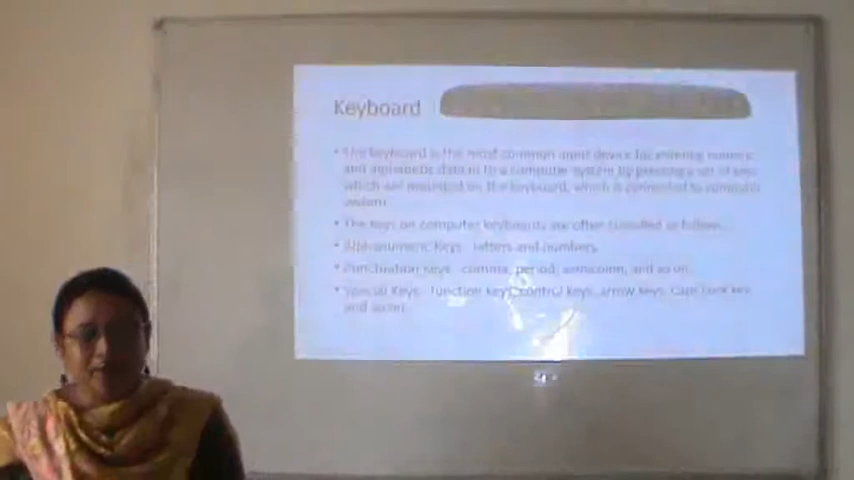 Keyboard
• The keyboard is the most common input device for entering numeric
and alphabetic data in to a computer system by pressing a set of keys
which are mounted on the keyboard, which is connected to computer
system.
• The keys on computer keyboards are often classified as follows.
• Alphanumeric Keys - letters and numbers.
• Punctuation Keys - comma, period, semicolon, and so on.
• Special Keys - function keys, control keys, arrow keys, Caps Lock key
and so on.